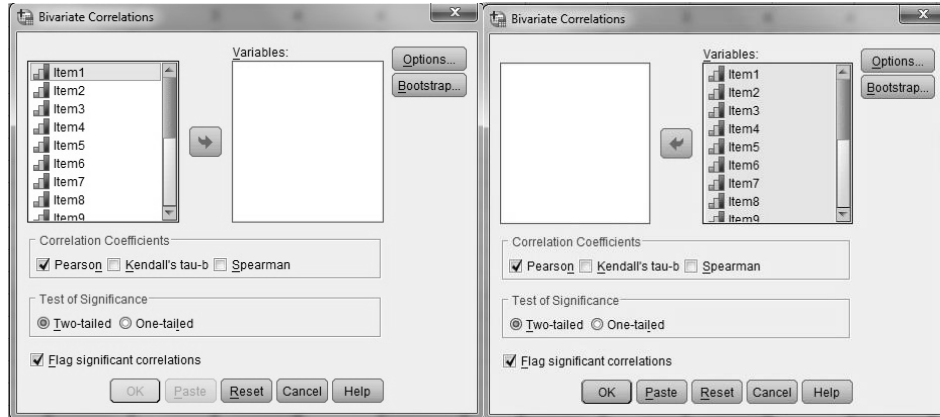 Bivariate Correlations
Variables:
Item1
Item2
Item3
Item4
Item5
Item6
Item7
Item8
Item9
Options...
Bootstrap...
Correlation Coefficients
Pearson Kendall's tau-b Spearman
Test of Significance
Two-tailed One-tailed
Flag significant correlations
OK Paste Reset Cancel Help
Bivariate Correlations
Variables:
Item1
Item2
Item3
Item4
Item5
Item6
Item7
Item8
Item9
Options...
Bootstrap...
Correlation Coefficients
Pearson Kendall's tau-b Spearman
Test of Significance
Two-tailed One-tailed
Flag significant correlations
OK Paste Reset Cancel Help